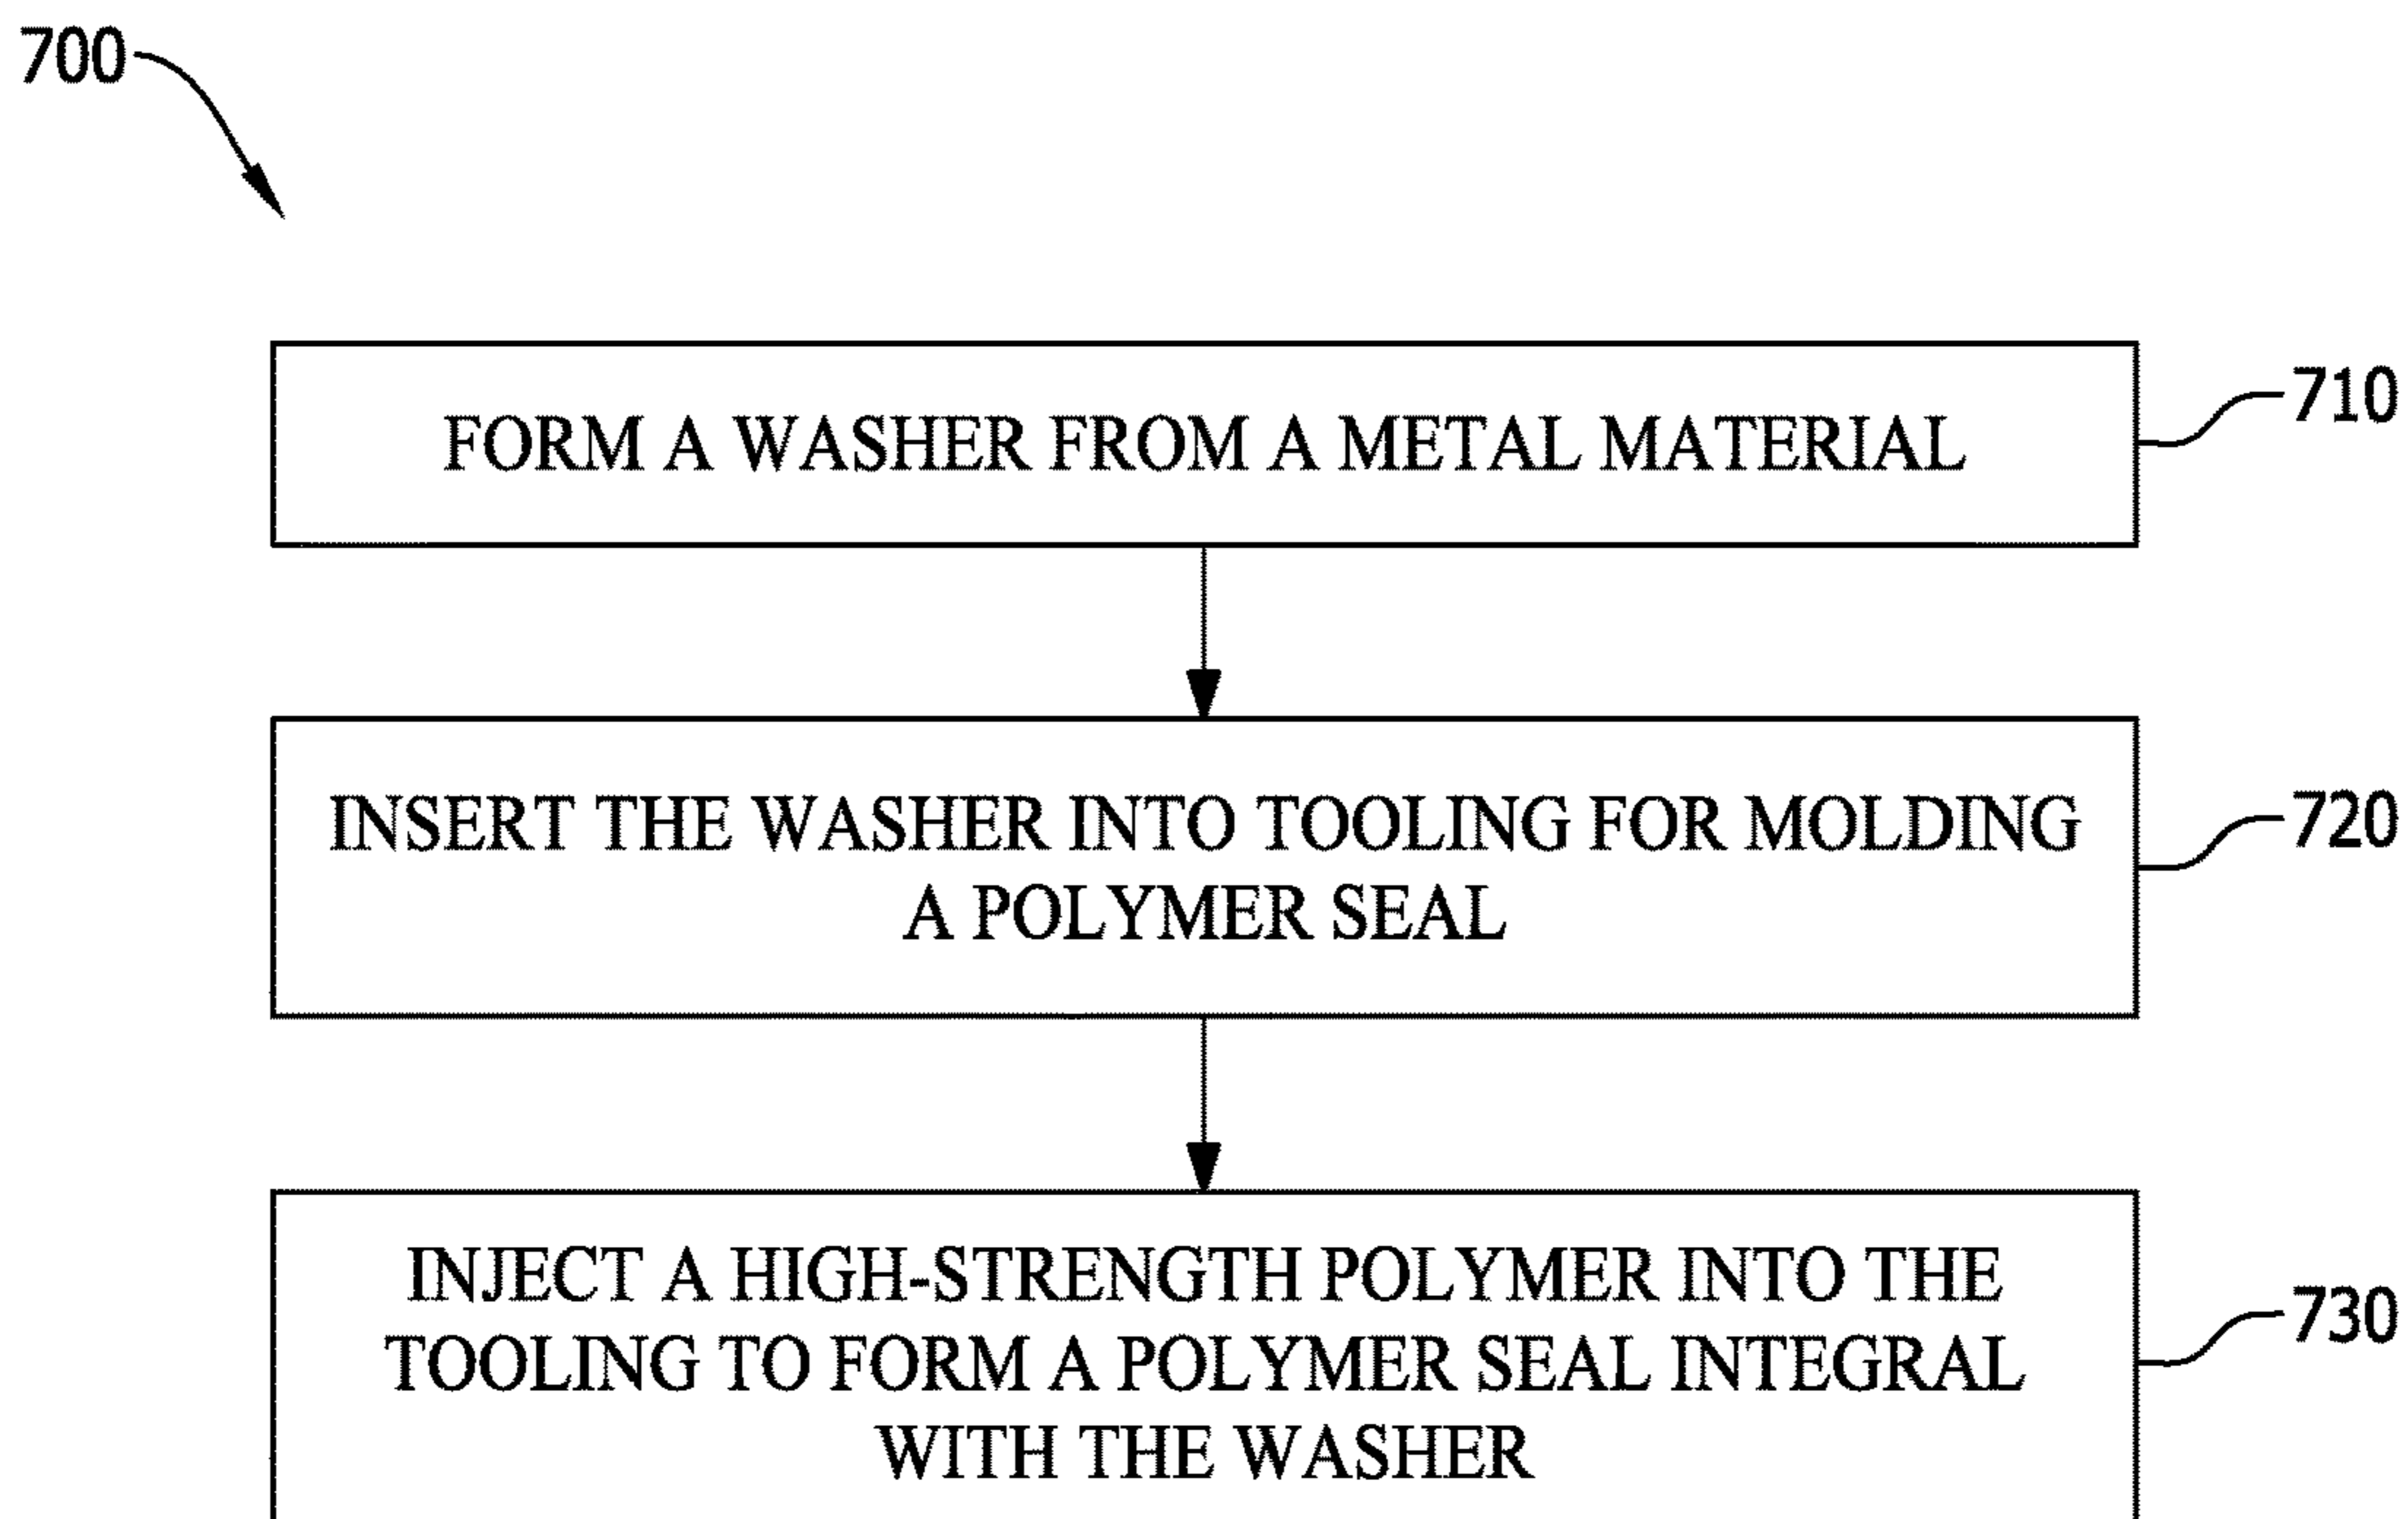 700
FORM A WASHER FROM A METAL MATERIAL
710
INSERT THE WASHER INTO TOOLING FOR MOLDING
A POLYMER SEAL
720
INJECT A HIGH-STRENGTH POLYMER INTO THE
TOOLING TO FORM A POLYMER SEAL INTEGRAL
WITH THE WASHER
730